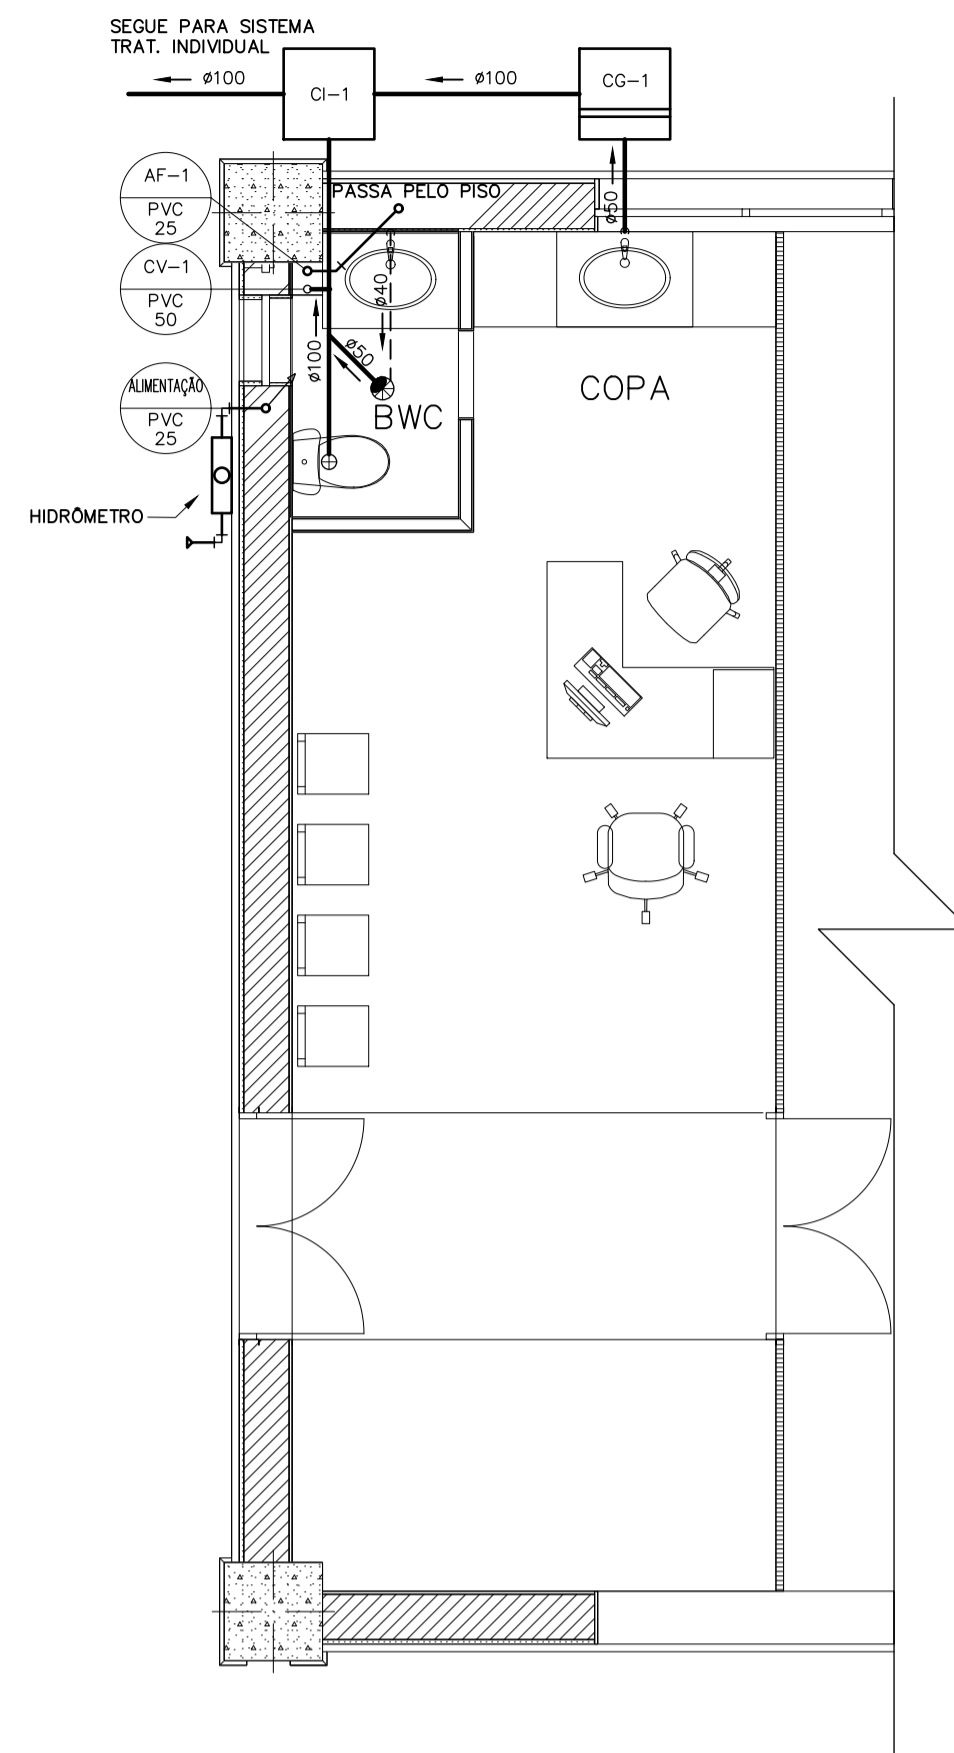 SEGUE PARA SISTEMA
TRAT. INDIVIDUAL
ø100
CI-1
ø100
CG-1
AF-1
PVC
25
PASSA PELO PISO
ø50
CV-1
PVC
50
ø40
ø100
ø50
ALIMENTAÇÃO
PVC
25
BWC
COPA
HIDRÔMETRO